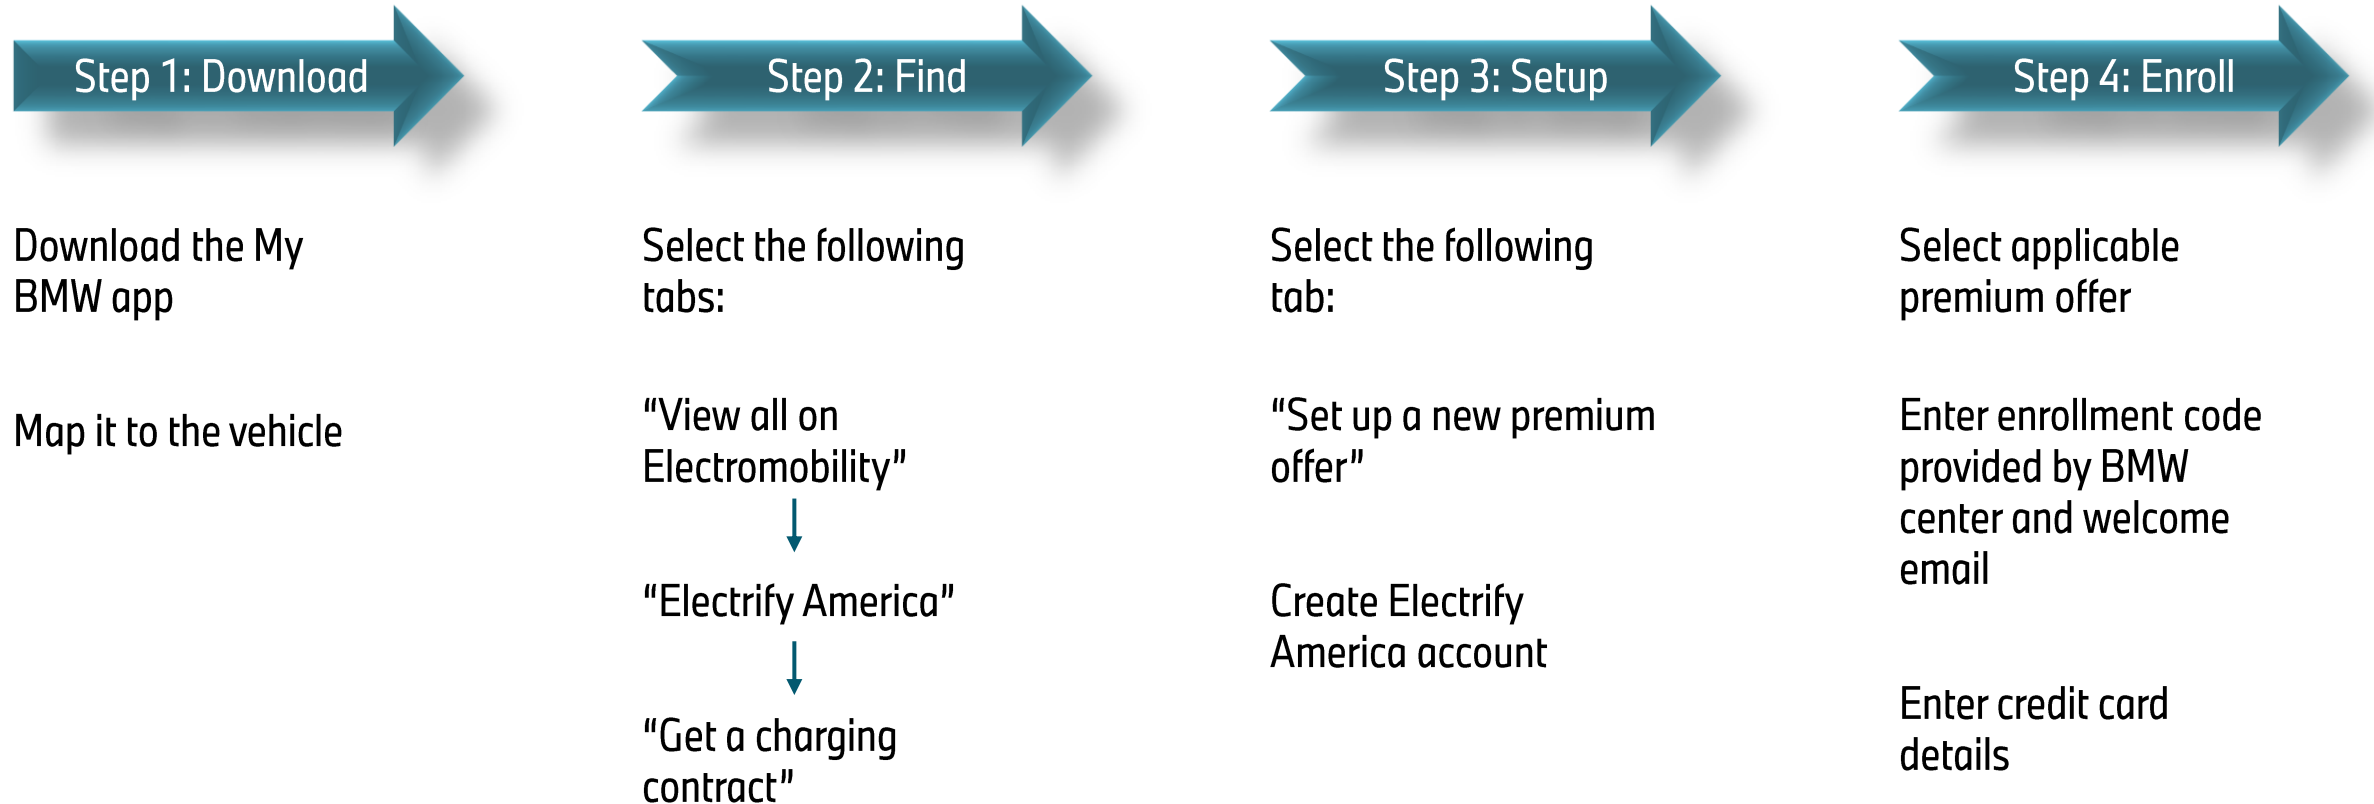 Step 1: Download
Download the My
BMW app
Map it to the vehicle
Step 2: Find
Select the following
tabs:
“View all on
Electromobility”
“Electrify America”
“Get a charging
contract”
Step 3: Setup
Select the following
tab:
“Set up a new premium
offer”
Create Electrify
America account
Step 4: Enroll
Select applicable
premium offer
Enter enrollment code
provided by BMW
center and welcome
email
Enter credit card
details